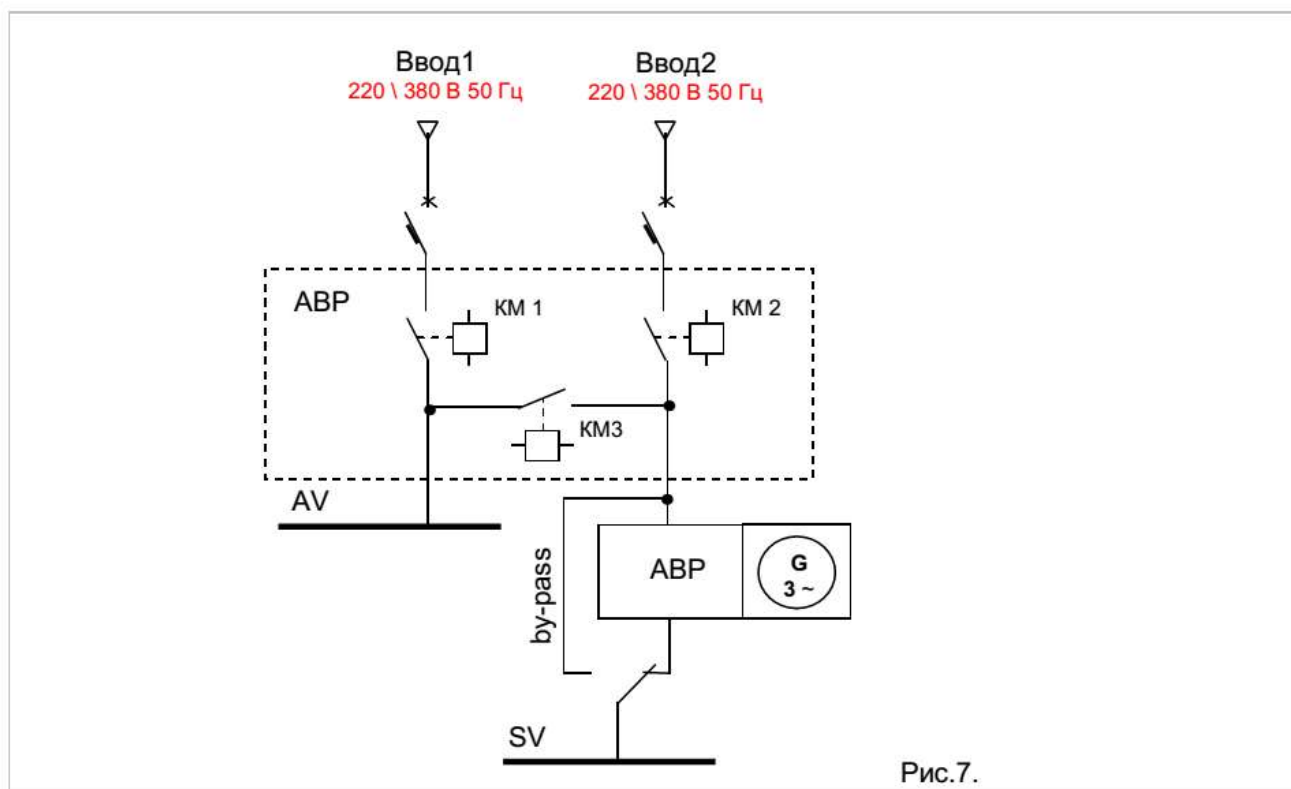 Ввод1
220 \ 380 В 50 Гц
Ввод2
220 \ 380 В 50 Гц
АВР
КМ 1
КМ 2
КМ3
AV
by-pass
АВР
G
3 ~
SV
Рис.7.